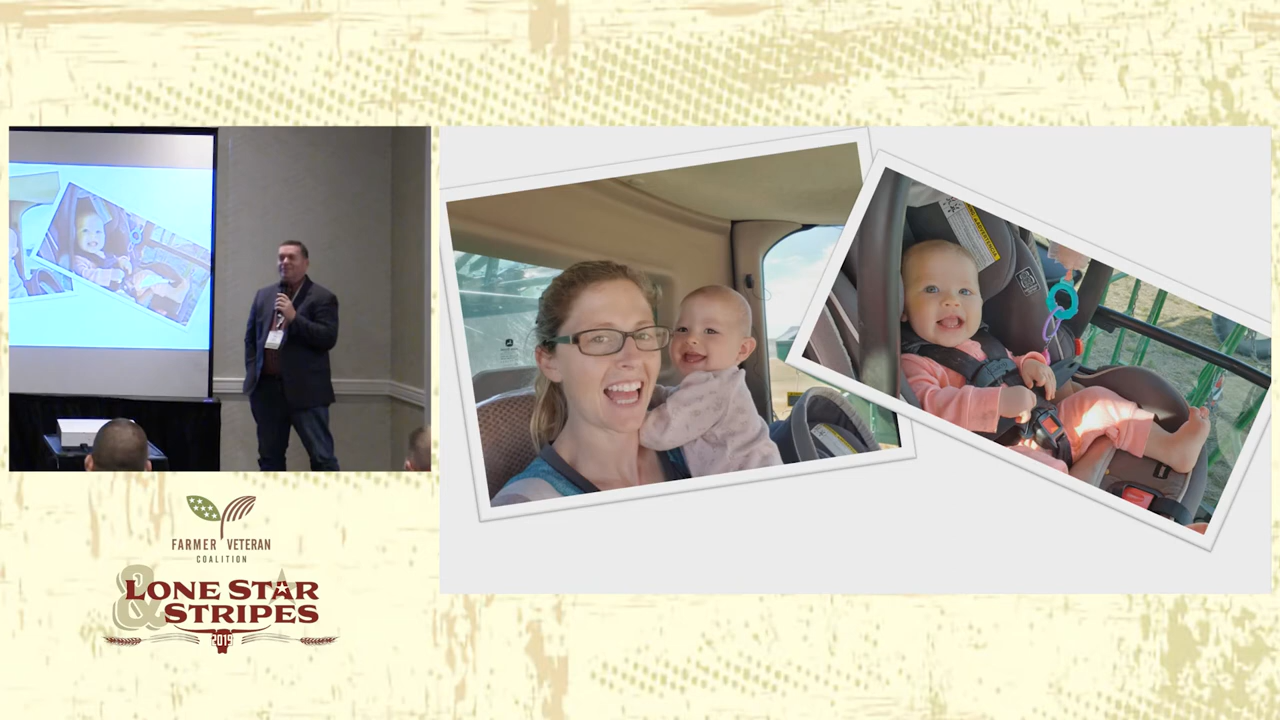 FARMER VETERAN
COALITION
&
LONE STAR
STRIPES
2019